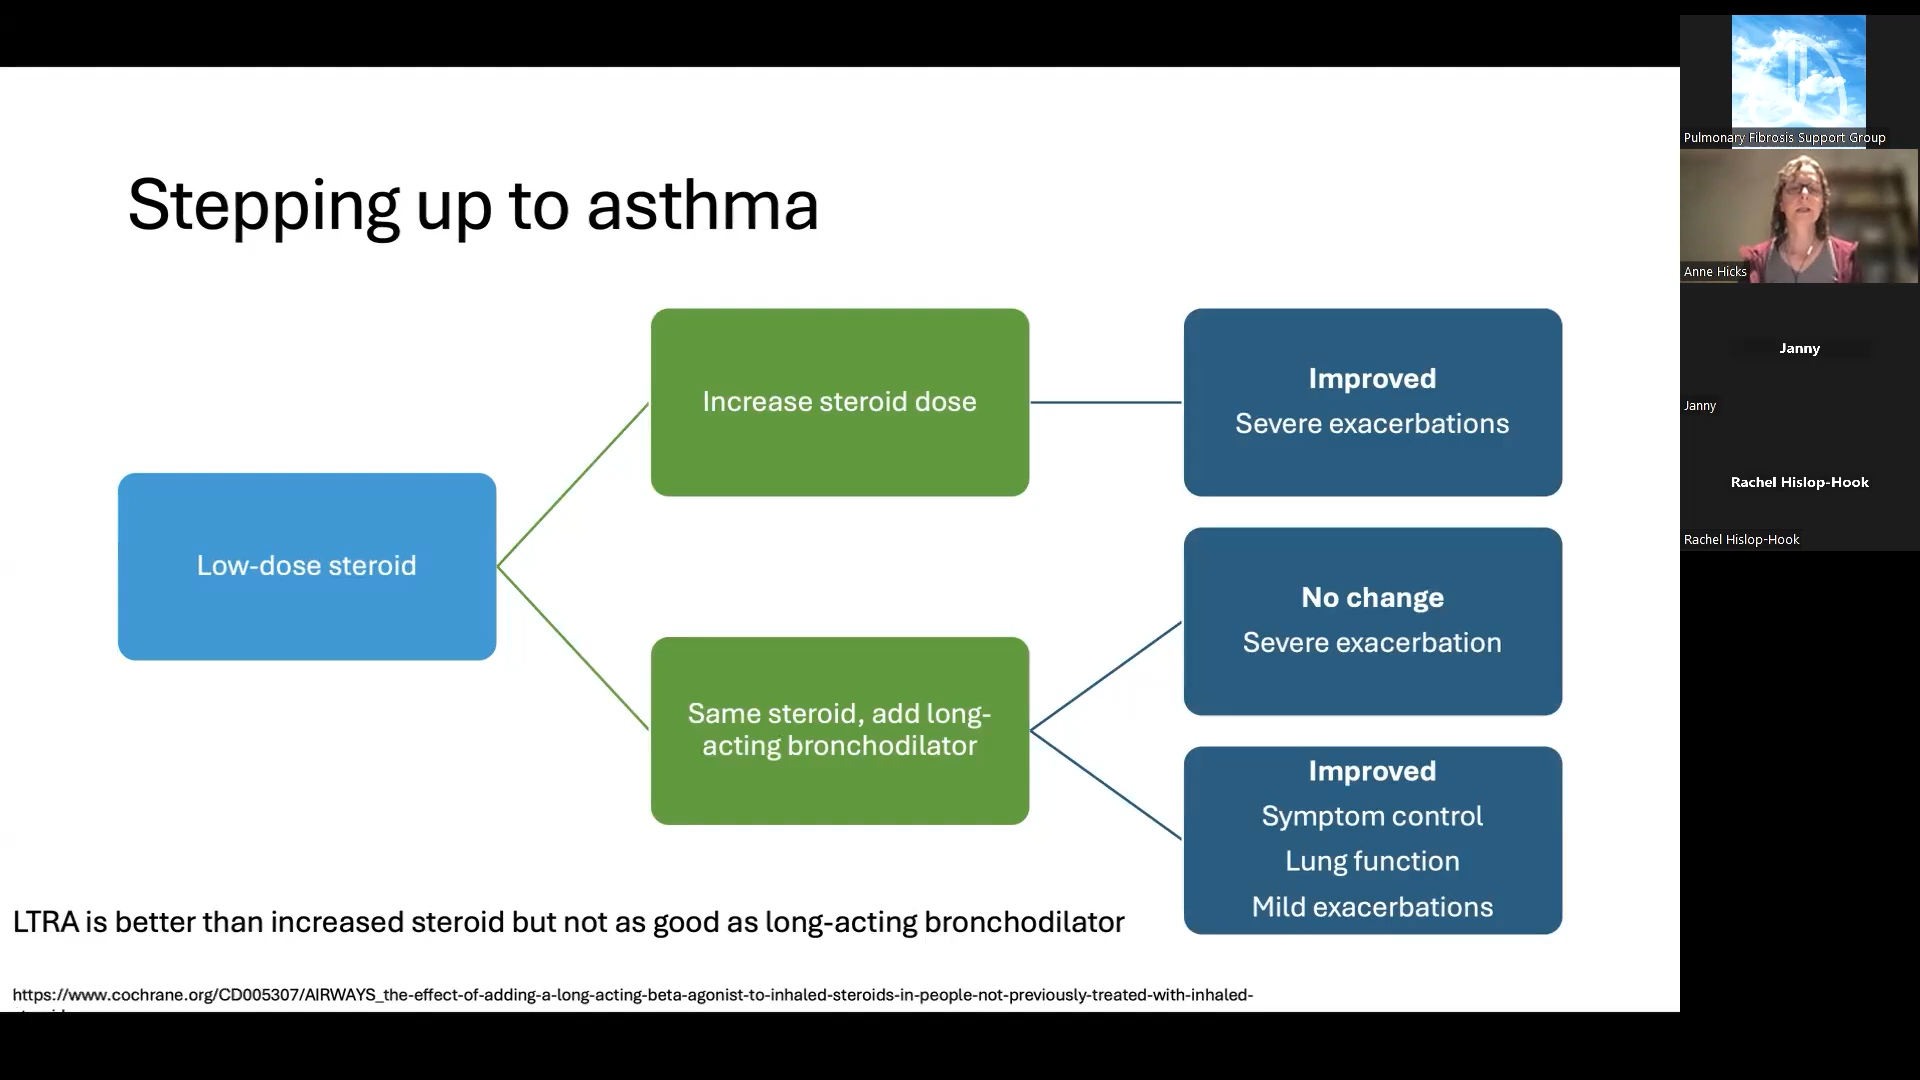 Stepping up to asthma
Low-dose steroid
Increase steroid dose
Improved
Severe exacerbations
Same steroid, add long-
acting bronchodilator
No change
Severe exacerbation
Improved
Symptom control
Lung function
Mild exacerbations
LTRA is better than increased steroid but not as good as long-acting bronchodilator
https://www.cochrane.org/CD005307/AIRWAYS_the-effect-of-adding-a-long-acting-beta-agonist-to-inhaled-steroids-in-people-not-previously-treated-with-inhaled-
Pulmonary Fibrosis Support Group
Anne Hicks
Janny
Janny
Rachel Hislop-Hook
Rachel Hislop-Hook